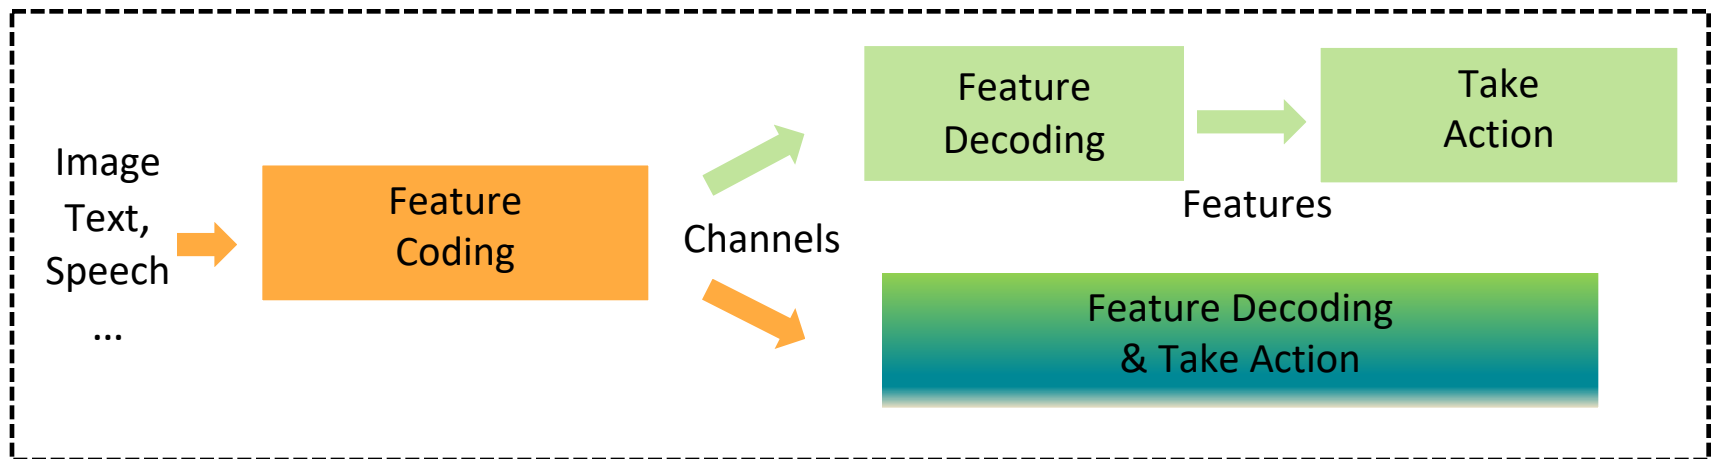 Image
Text,
Speech
...
Feature
Coding
Channels
Feature
Decoding
Features
Take
Action
Feature Decoding
& Take Action